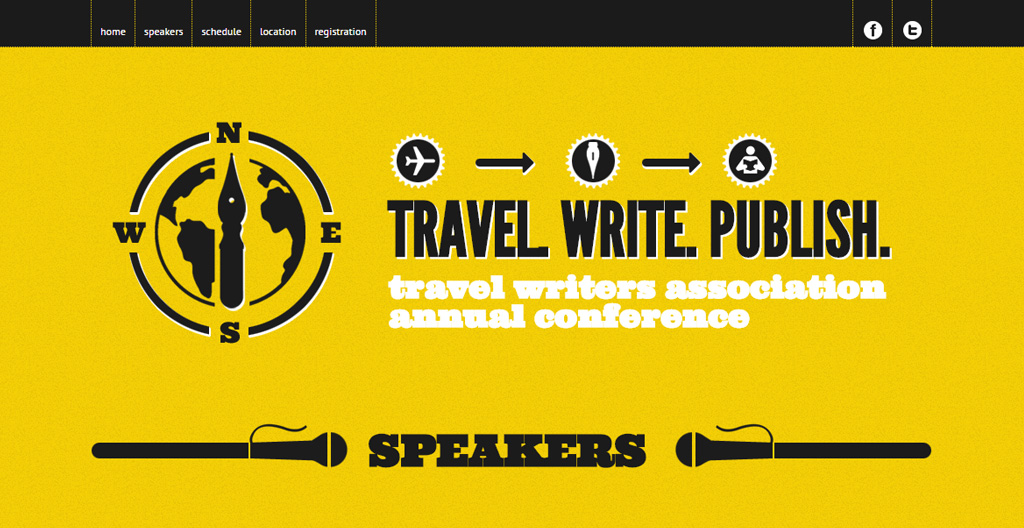 home speakers schedule location registration f t
N
W E
S
TRAVEL. WRITE. PUBLISH.
travel writers association
annual conference
SPEAKERS